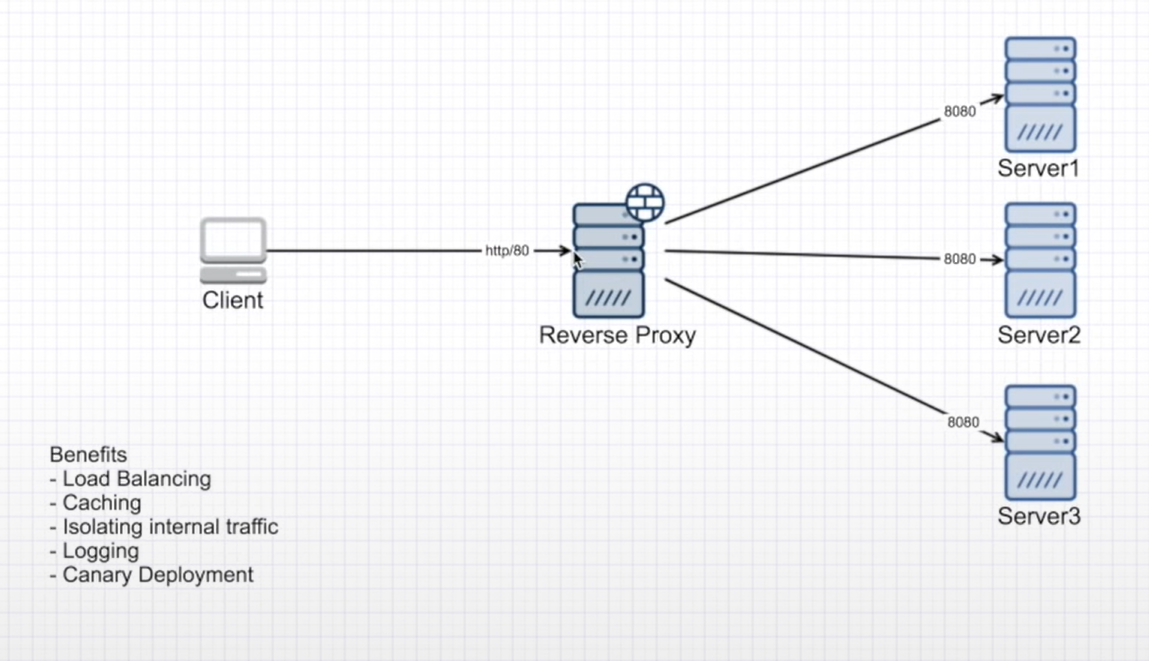 8080
Server1
http/80
8080
Client
Reverse Proxy
Server2
8080
Server3
Benefits
- Load Balancing
- Caching
- Isolating internal traffic
- Logging
- Canary Deployment